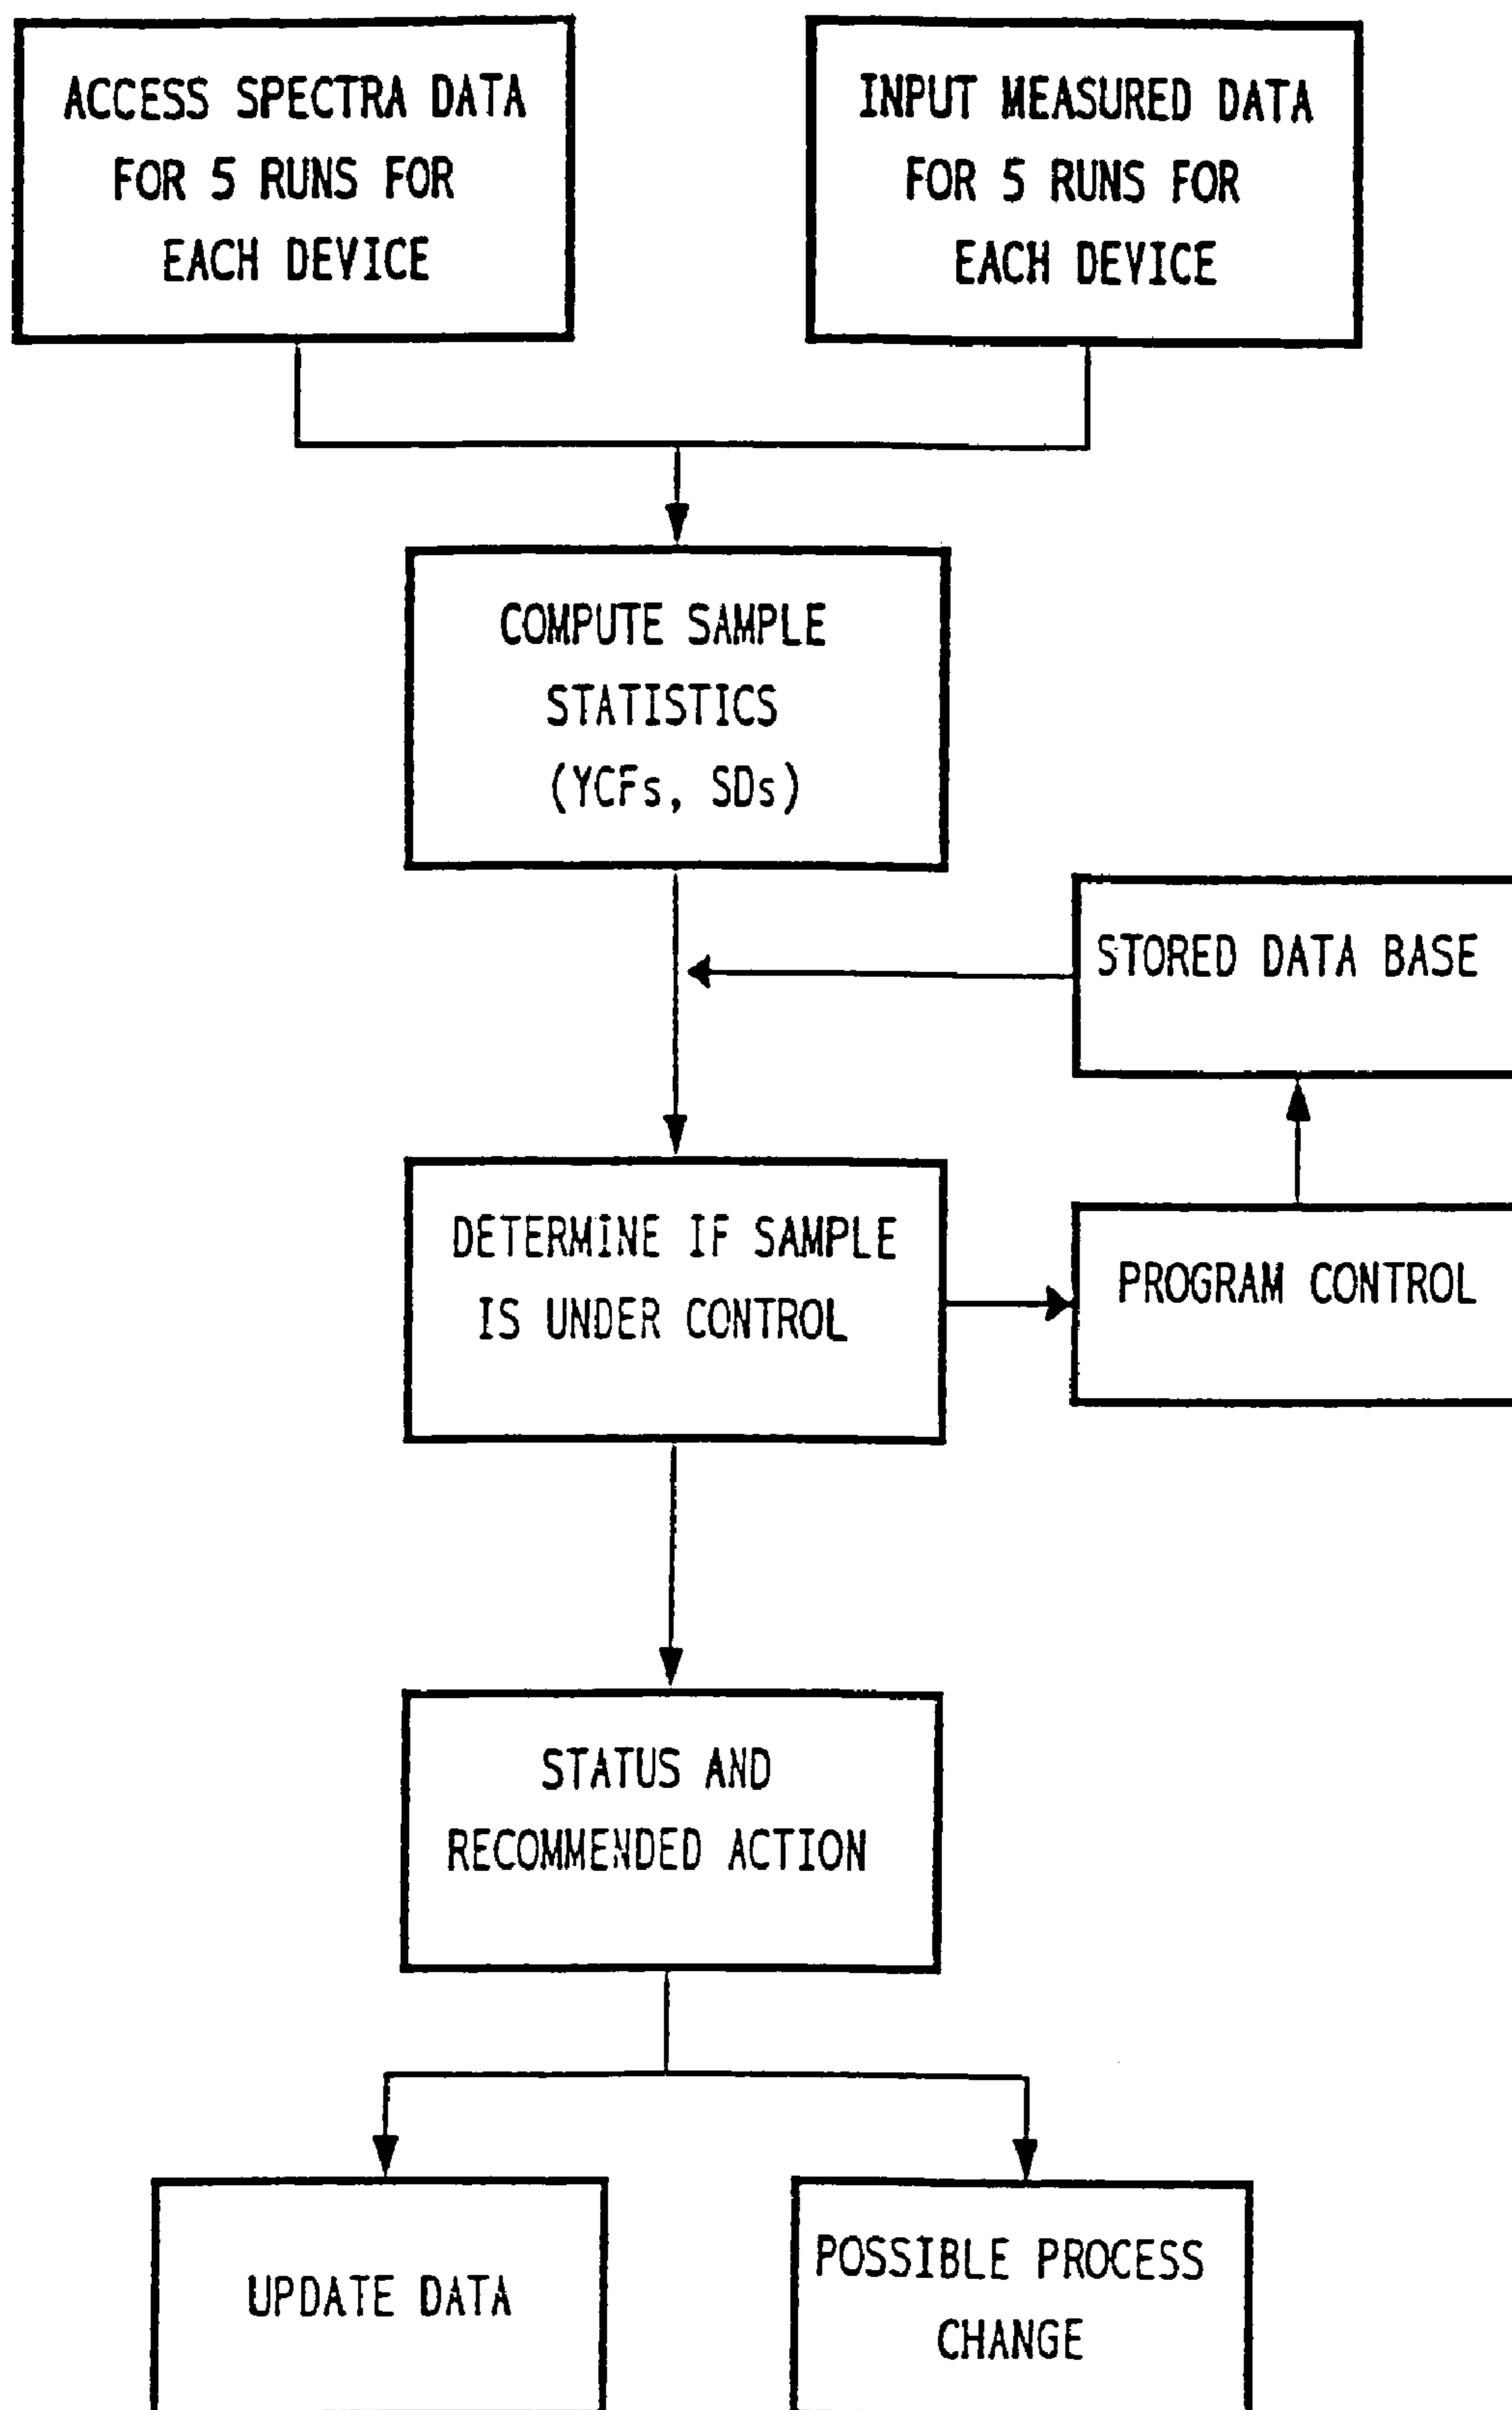 ACCESS SPECTRA DATA
FOR 5 RUNS FOR
EACH DEVICE
INPUT MEASURED DATA
FOR 5 RUNS FOR
EACH DEVICE
COMPUTE SAMPLE
STATISTICS
(YCFs, SDs)
STORED DATA BASE
DETERMINE IF SAMPLE
IS UNDER CONTROL
PROGRAM CONTROL
STATUS AND
RECOMMENDED ACTION
UPDATE DATA
POSSIBLE PROCESS
CHANGE